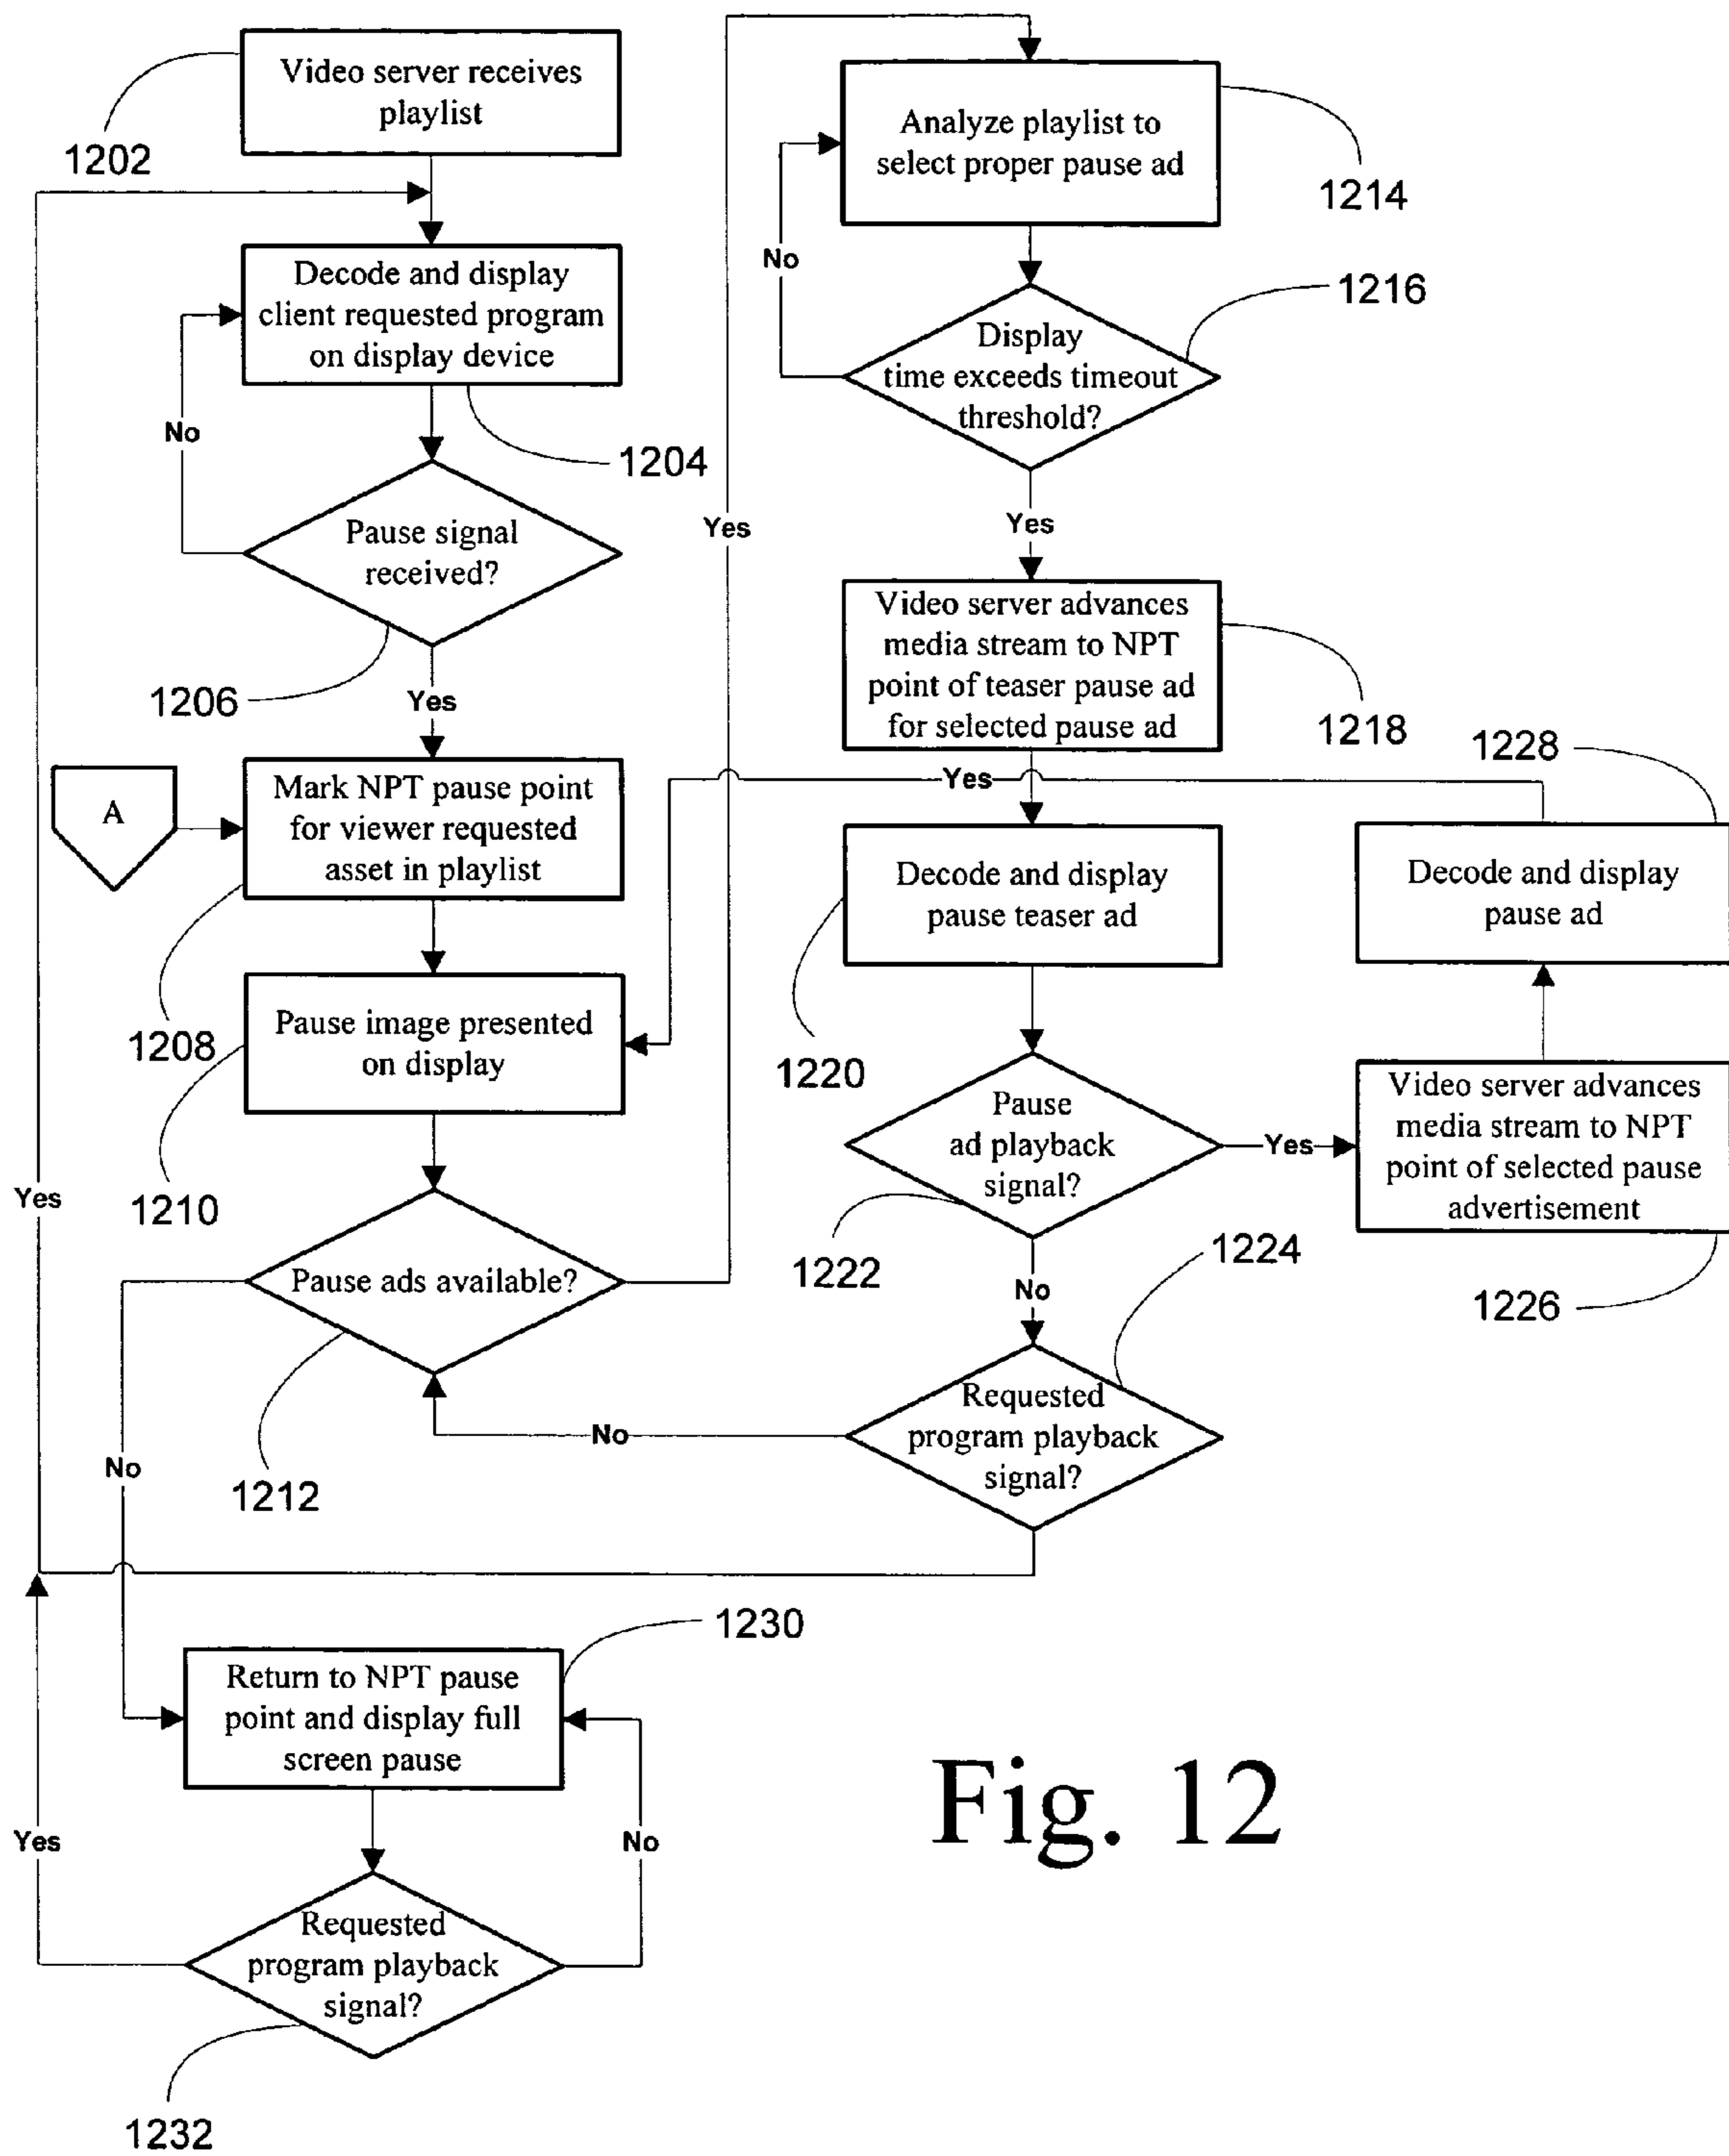 Video server receives
playlist
1202
Decode and display
client requested program
on display device
No
1204
Pause signal
received?
1206
Yes
A
Mark NPT pause point
for viewer requested
asset in playlist
1208
Pause image presented
on display
1210
Yes
Pause ads available?
1212
No
Yes
Analyze playlist to
select proper pause ad
1214
No
Display
time exceeds timeout
threshold?
1216
Yes
Video server advances
media stream to NPT
point of teaser pause ad
for selected pause ad
1218
Yes
Decode and display
pause teaser ad
1220
Pause
ad playback
signal?
1222
Yes
No
1228
Decode and display
pause ad
Video server advances
media stream to NPT
point of selected pause
advertisement
1226
1224
Requested
program playback
signal?
No
1230
Return to NPT pause
point and display full
screen pause
Yes
No
Requested
program playback
signal?
1232
Fig. 12